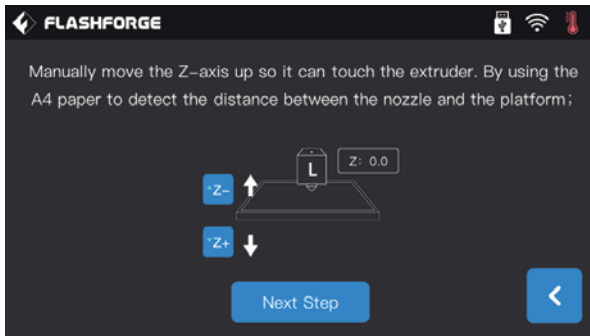 FLASHFORGE
Manually move the Z-axis up so it can touch the extruder. By using the
A4 paper to detect the distance between the nozzle and the platform;
L
Z: 0.0
Z-
Z+
Next Step